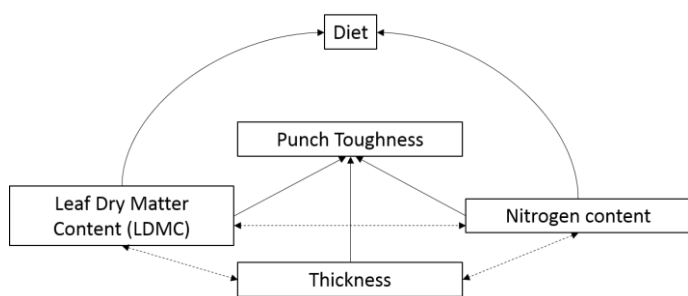 Diet
Punch Toughness
Leaf Dry Matter
Content (LDMC)
Nitrogen content
Thickness